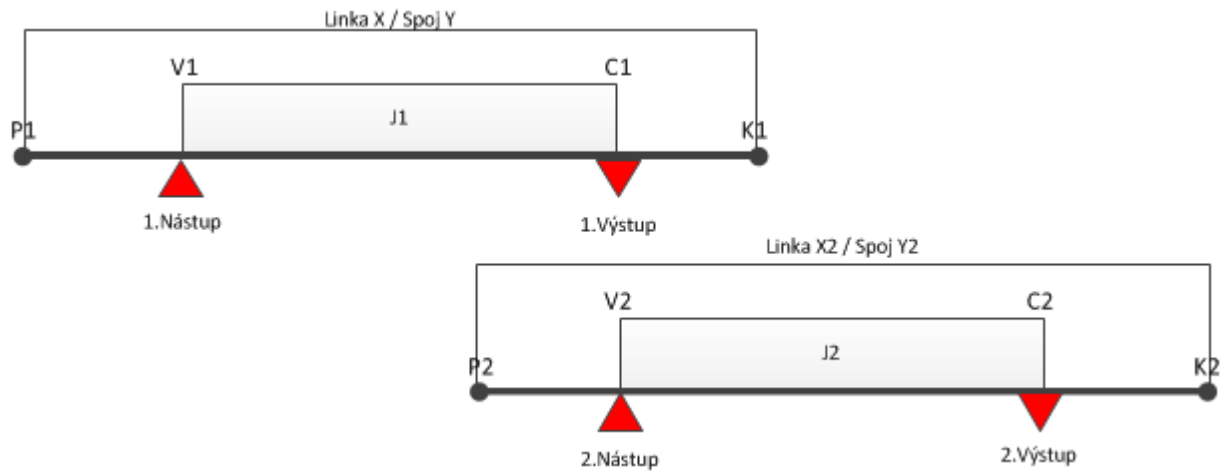 Linka X / Spoj Y
V1
C1
J1
P1
K1
1.Nástup
1.Výstup
Linka X2 / Spoj Y2
V2
C2
J2
P2
K2
2.Nástup
2.Výstup